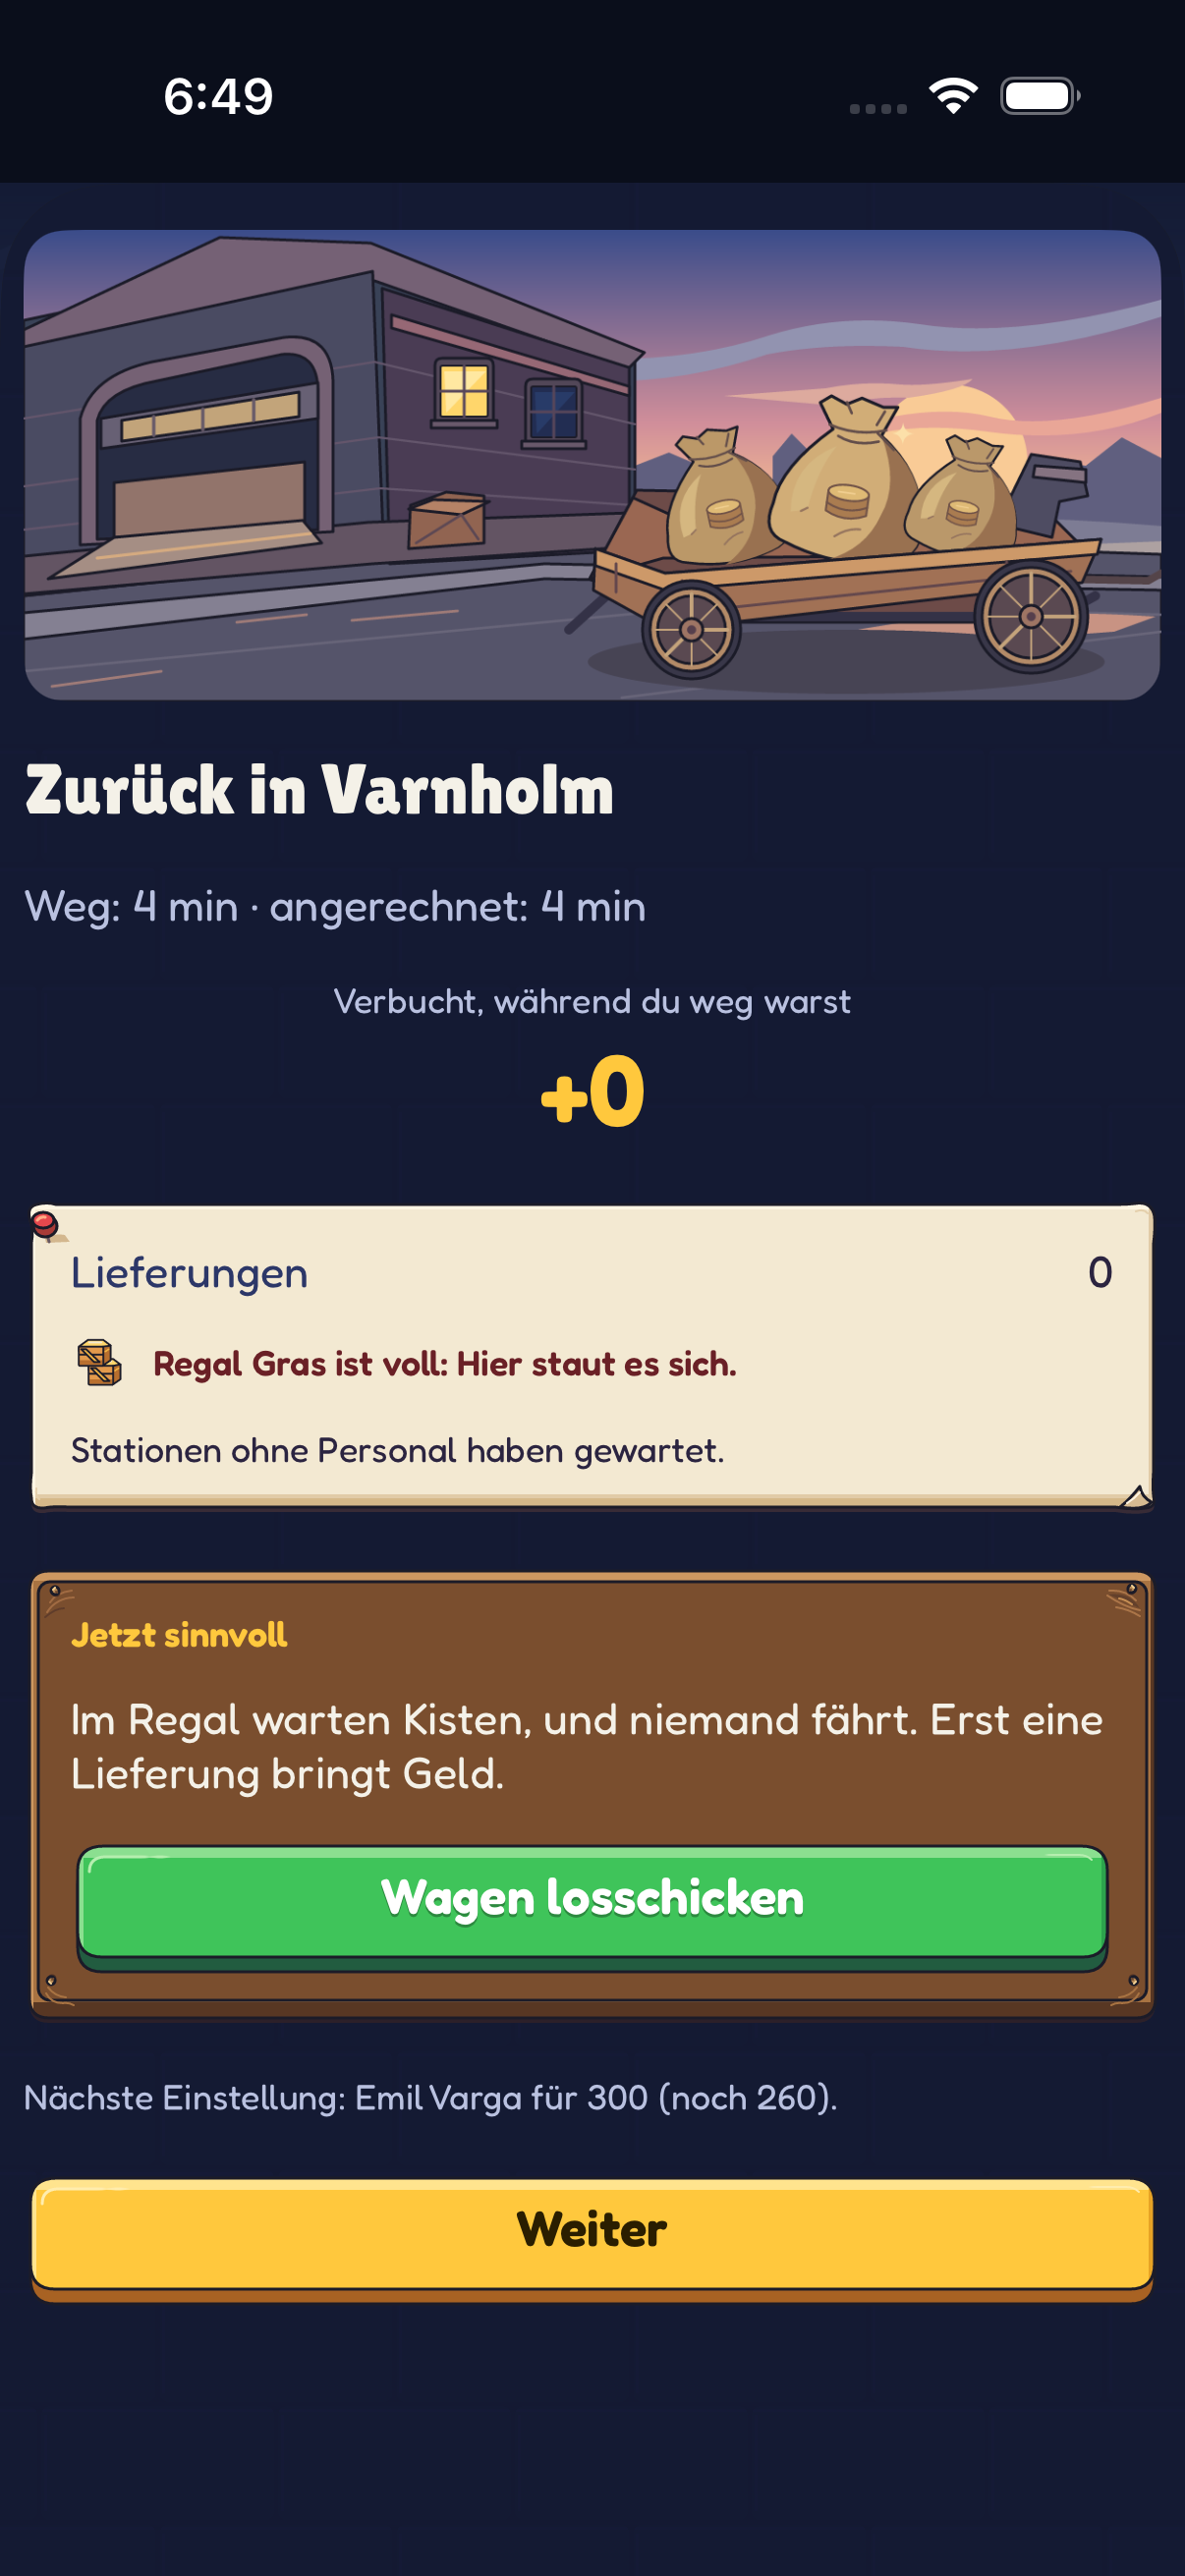 6:49
Zurück in Varnholm
Weg: 4 min · angerechnet: 4 min
Verbucht, während du weg warst
+0
Lieferungen 0
Regal Gras ist voll: Hier staut es sich.
Stationen ohne Personal haben gewartet.
Jetzt sinnvoll
Im Regal warten Kisten, und niemand fährt. Erst eine
Lieferung bringt Geld.
Wagen losschicken
Nächste Einstellung: Emil Varga für 300 (noch 260).
Weiter